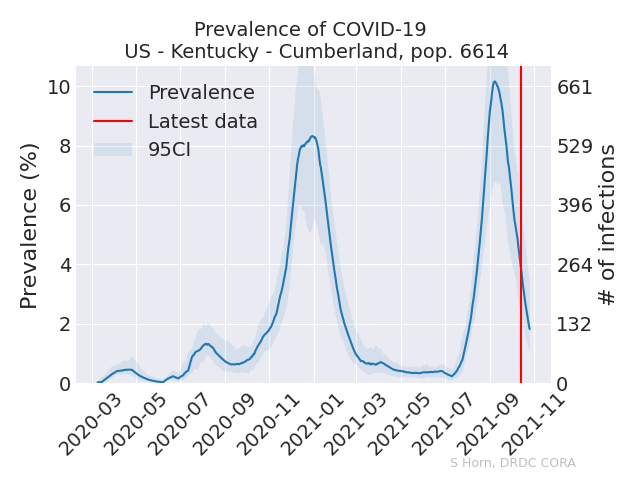 Prevalence of COVID-19
US - Kentucky - Cumberland, pop. 6614
Prevalence
Latest data
95CI
Prevalence (%)
10
8
6
4
2
0
661
529
396
264
132
0
# of infections
2020-03
2020-05
2020-07
2020-09
2020-11
2021-01
2021-03
2021-05
2021-07
2021-09
2021-11
S Horn, DRDC CORA